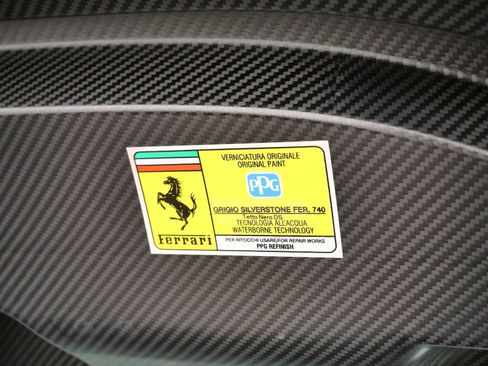 VERNICIATURA ORIGINALE
ORIGINAL PAINT
PPG
GRIGIO SILVERSTONE FER. 740
Tetto Nero DS
TECNOLOGIA ALL'ACQUA
WATERBORNE TECHNOLOGY
Ferrari
PER RITOCCHI USARE/FOR REPAIR WORKS
PPG REFINISH